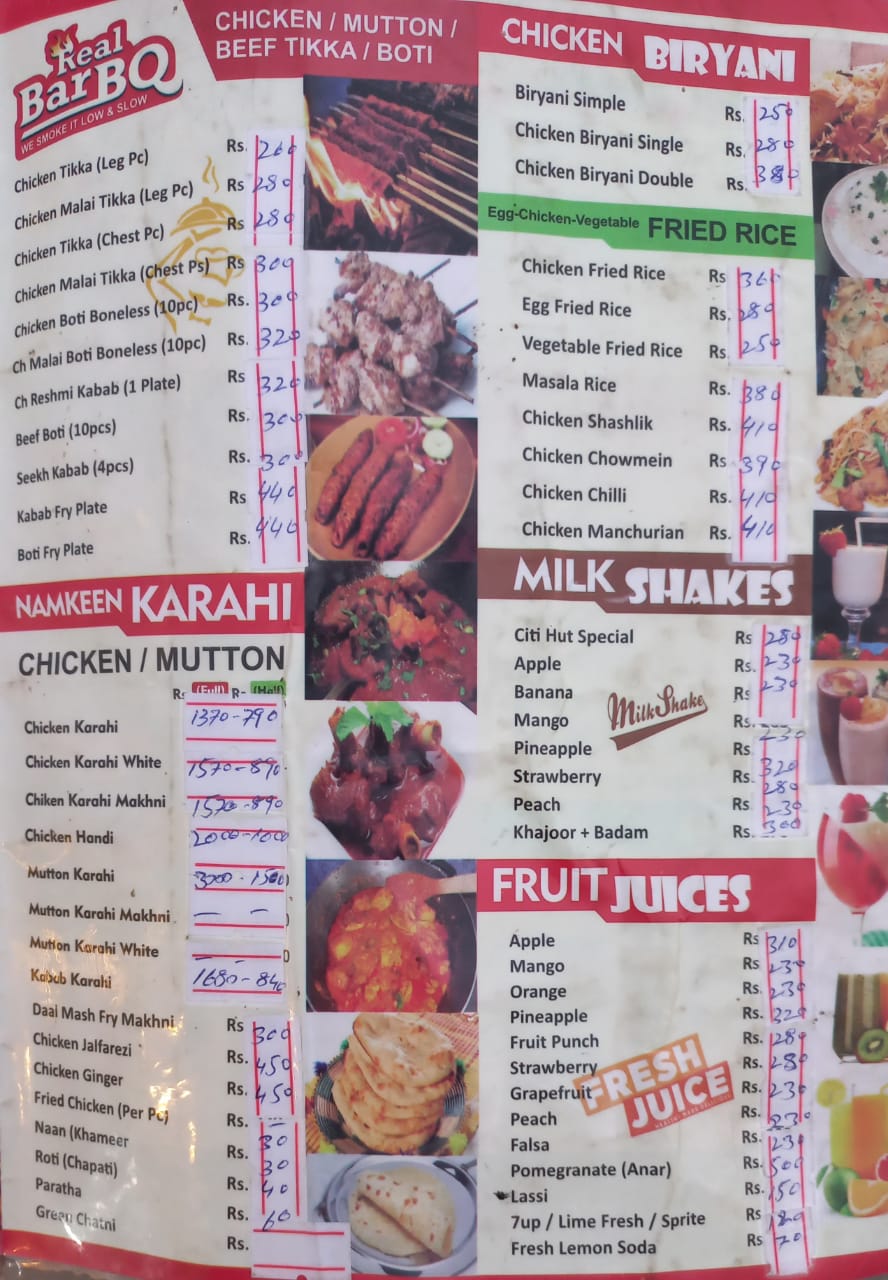 Real
BarBQ
WE SMOKE IT LOW & SLOW
CHICKEN / MUTTON /
BEEF TIKKA / BOTI
Chicken Tikka (Leg Pc) Rs. 260
Chicken Malai Tikka (Leg Pc) Rs 280
Chicken Tikka (Chest Pc) Rs 280
Chicken Malai Tikka (Chest Ps) Rs 300
Chicken Boti Boneless (10pc) Rs. 300
Ch Malai Boti Boneless (10pc) Rs. 320
Ch Reshmi Kabab (1 Plate) Rs 320
Beef Boti (10pcs) Rs. 300
Seekh Kabab (4pcs) Rs. 300
Kabab Fry Plate Rs 440
Boti Fry Plate Rs. 440
NAMKEEN KARAHI
CHICKEN / MUTTON
Rs (Full) R- (Half)
Chicken Karahi 1370-790
Chicken Karahi White 1570-890
Chiken Karahi Makhni 1570-890
Chicken Handi 2000-1000
Mutton Karahi 3000-1500
Mutton Karahi Makhni — —
Mutton Karahi White — —
Kabab Karahi 1680-840
Daal Mash Fry Makhni Rs 300
Chicken Jalfarezi Rs. 450
Chicken Ginger Rs. 450
Fried Chicken (Per Pc) Rs. —
Naan (Khameer Rs. 30
Roti (Chapati) Rs. 30
Paratha Rs. 40
Green Chatni Rs. 60
Rs.
CHICKEN BIRYANI
Biryani Simple Rs. 250
Chicken Biryani Single Rs. 280
Chicken Biryani Double Rs. 380
Egg-Chicken-Vegetable FRIED RICE
Chicken Fried Rice Rs 360
Egg Fried Rice Rs. 280
Vegetable Fried Rice Rs. 250
Masala Rice Rs. 380
Chicken Shashlik Rs. 410
Chicken Chowmein Rs 390
Chicken Chilli Rs. 410
Chicken Manchurian Rs. 410
MILK SHAKES
Citi Hut Special Rs 280
Apple Rs. 230
Banana Rs 230
Mango Rs. 230
Pineapple Rs 320
Strawberry Rs. 280
Peach Rs 230
Khajoor + Badam Rs. 300
MilkShake
FRUIT JUICES
Apple Rs 310
Mango Rs 230
Orange Rs. 230
Pineapple Rs. 320
Fruit Punch Rs. 280
Strawberry Rs. 280
Grapefruit Rs. 230
Peach Rs. 230
Falsa Rs. 230
Pomegranate (Anar) Rs. 500
Lassi Rs. 150
7up / Lime Fresh / Sprite Rs
Fresh Lemon Soda Rs 70
FRESH
JUICE